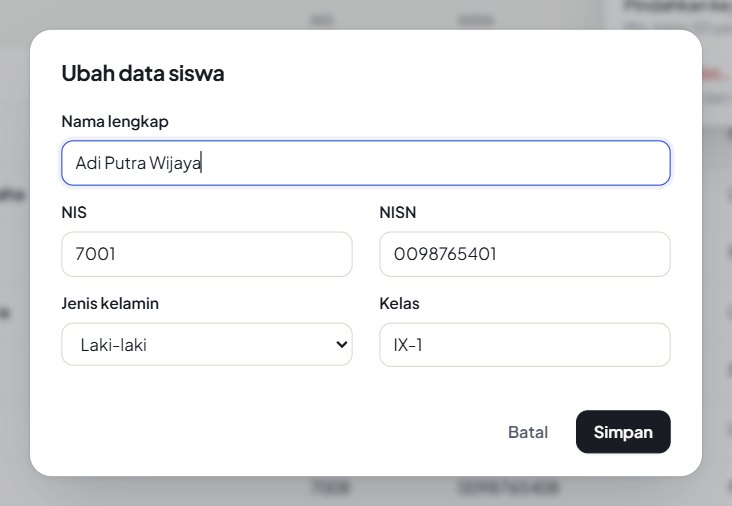 Ubah data siswa
Nama lengkap
Adi Putra Wijaya
NIS
NISN
7001
0098765401
Jenis kelamin
Kelas
Laki-laki
IX-1
Batal
Simpan